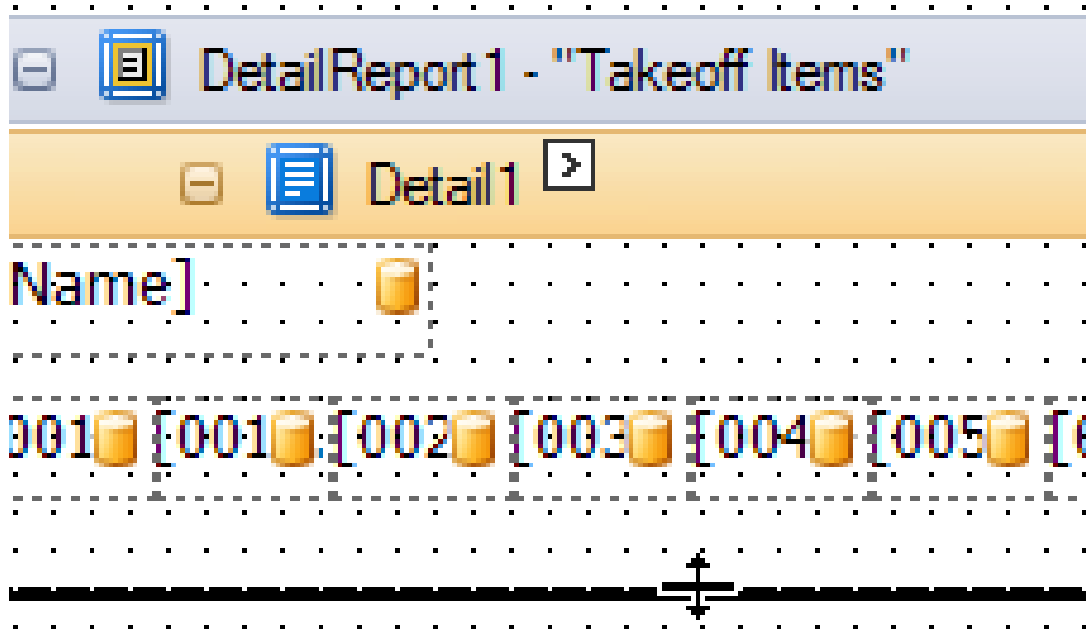 DetailReport1 - "Takeoff Items"
Detail1
Name]
001 [001 [002 [003 [004 [005 [